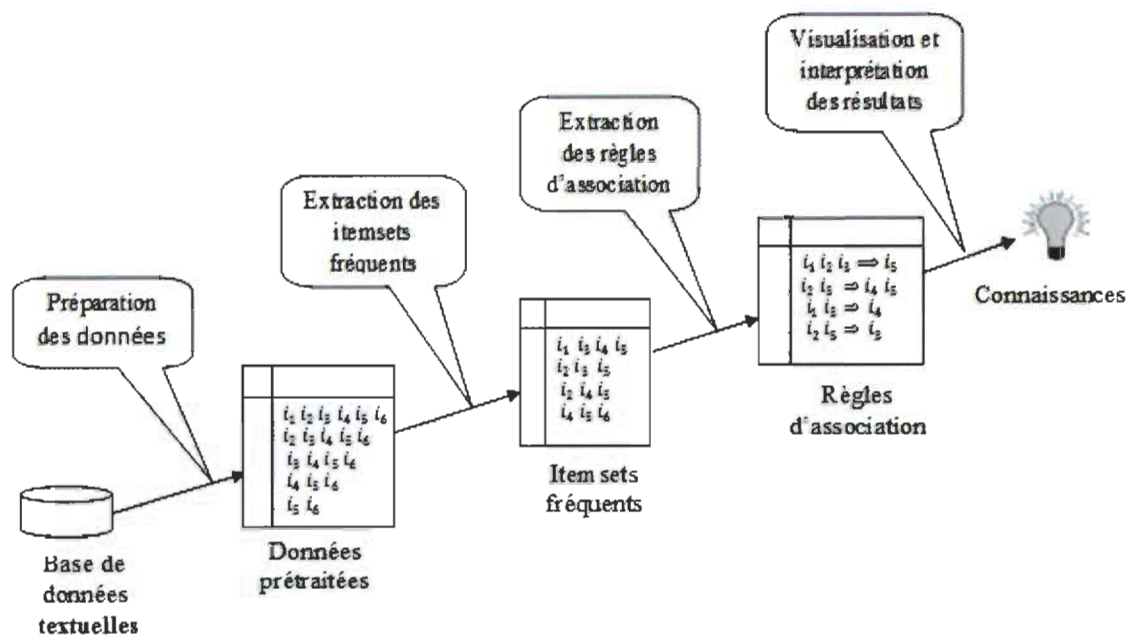 Visualisation et
interprétation
des résultats
Extraction
des règles
d'association
Extraction des
itemsets
fréquents
Préparation
des données
i₁ i₂ i₃ ⇒ i₅
i₂ i₃ ⇒ i₄ i₅
i₁ i₃ ⇒ i₄
i₂ i₅ ⇒ i₃
Connaissances
i₁ i₃ i₄ i₅
i₂ i₃ i₅
i₂ i₄ i₅
i₄ i₅ i₆
Règles
d'association
i₁ i₂ i₃ i₄ i₅ i₆
i₂ i₃ i₄ i₅ i₆
i₃ i₄ i₅ i₆
i₄ i₅ i₆
i₅ i₆
Item sets
fréquents
Données
prétraitées
Base de
données
textuelles